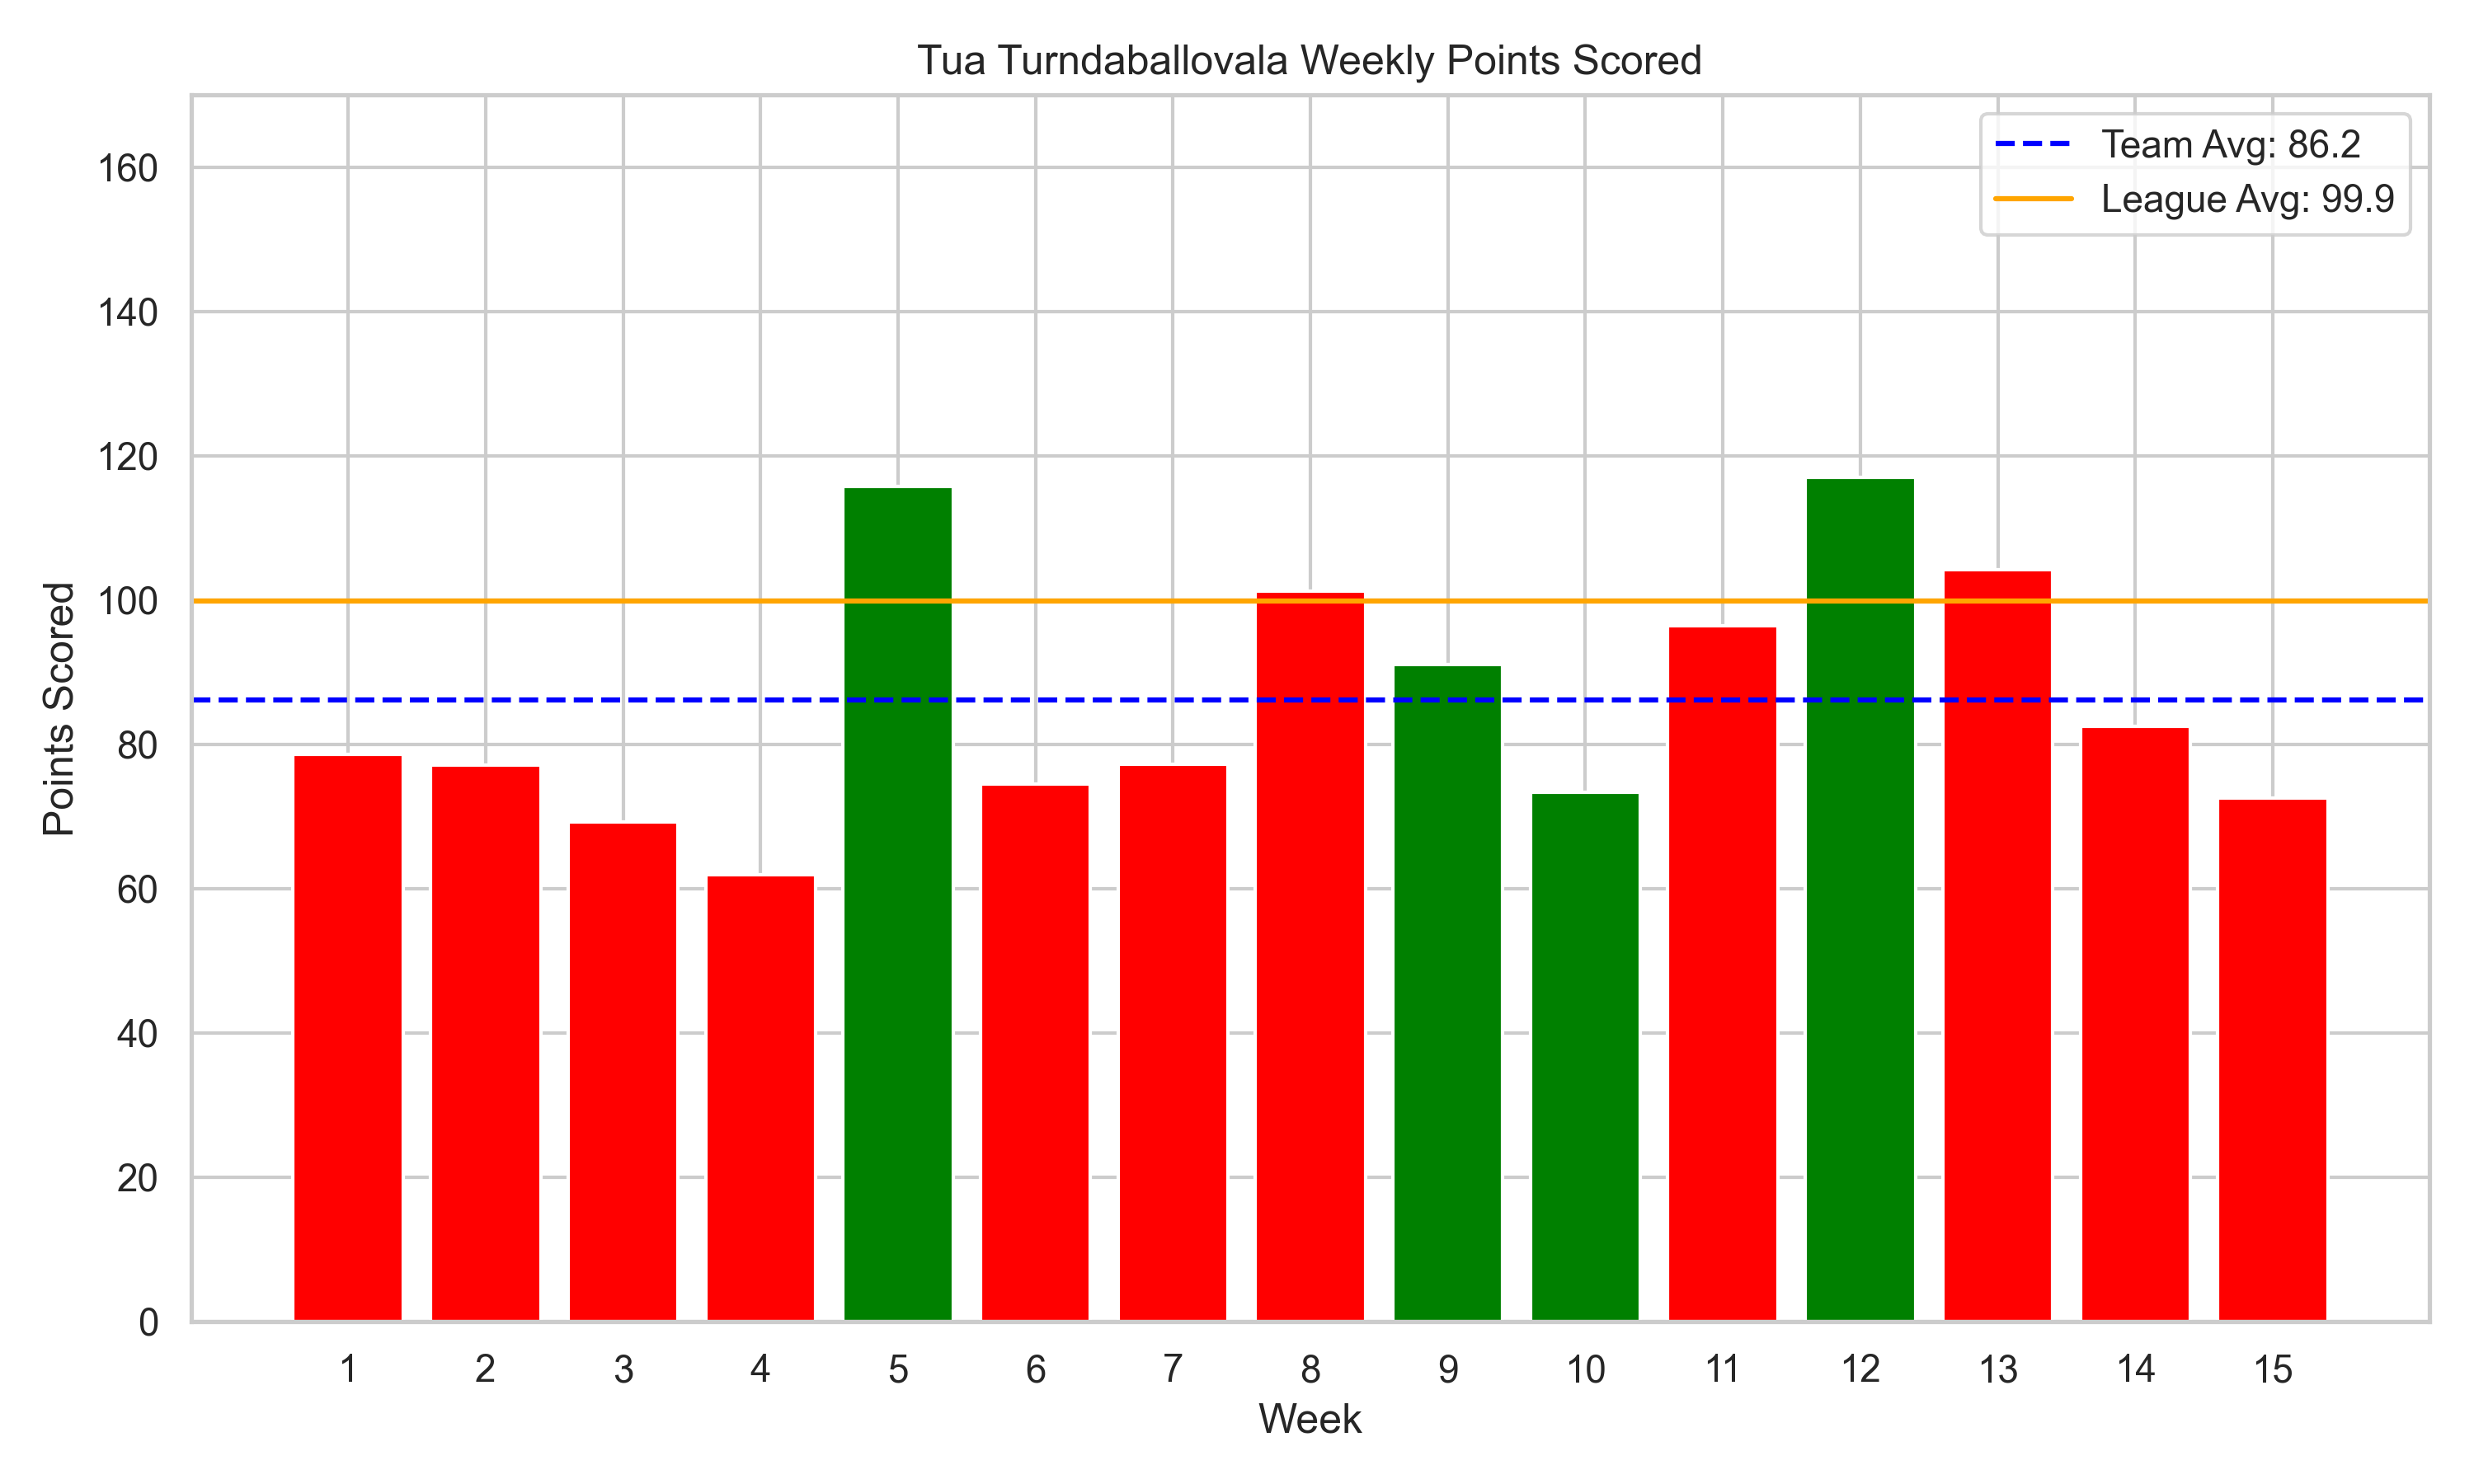 Tua Turndaballovala Weekly Points Scored
Team Avg: 86.2
League Avg: 99.9
Points Scored
160
140
120
100
80
60
40
20
0
1 2 3 4 5 6 7 8 9 10 11 12 13 14 15
Week